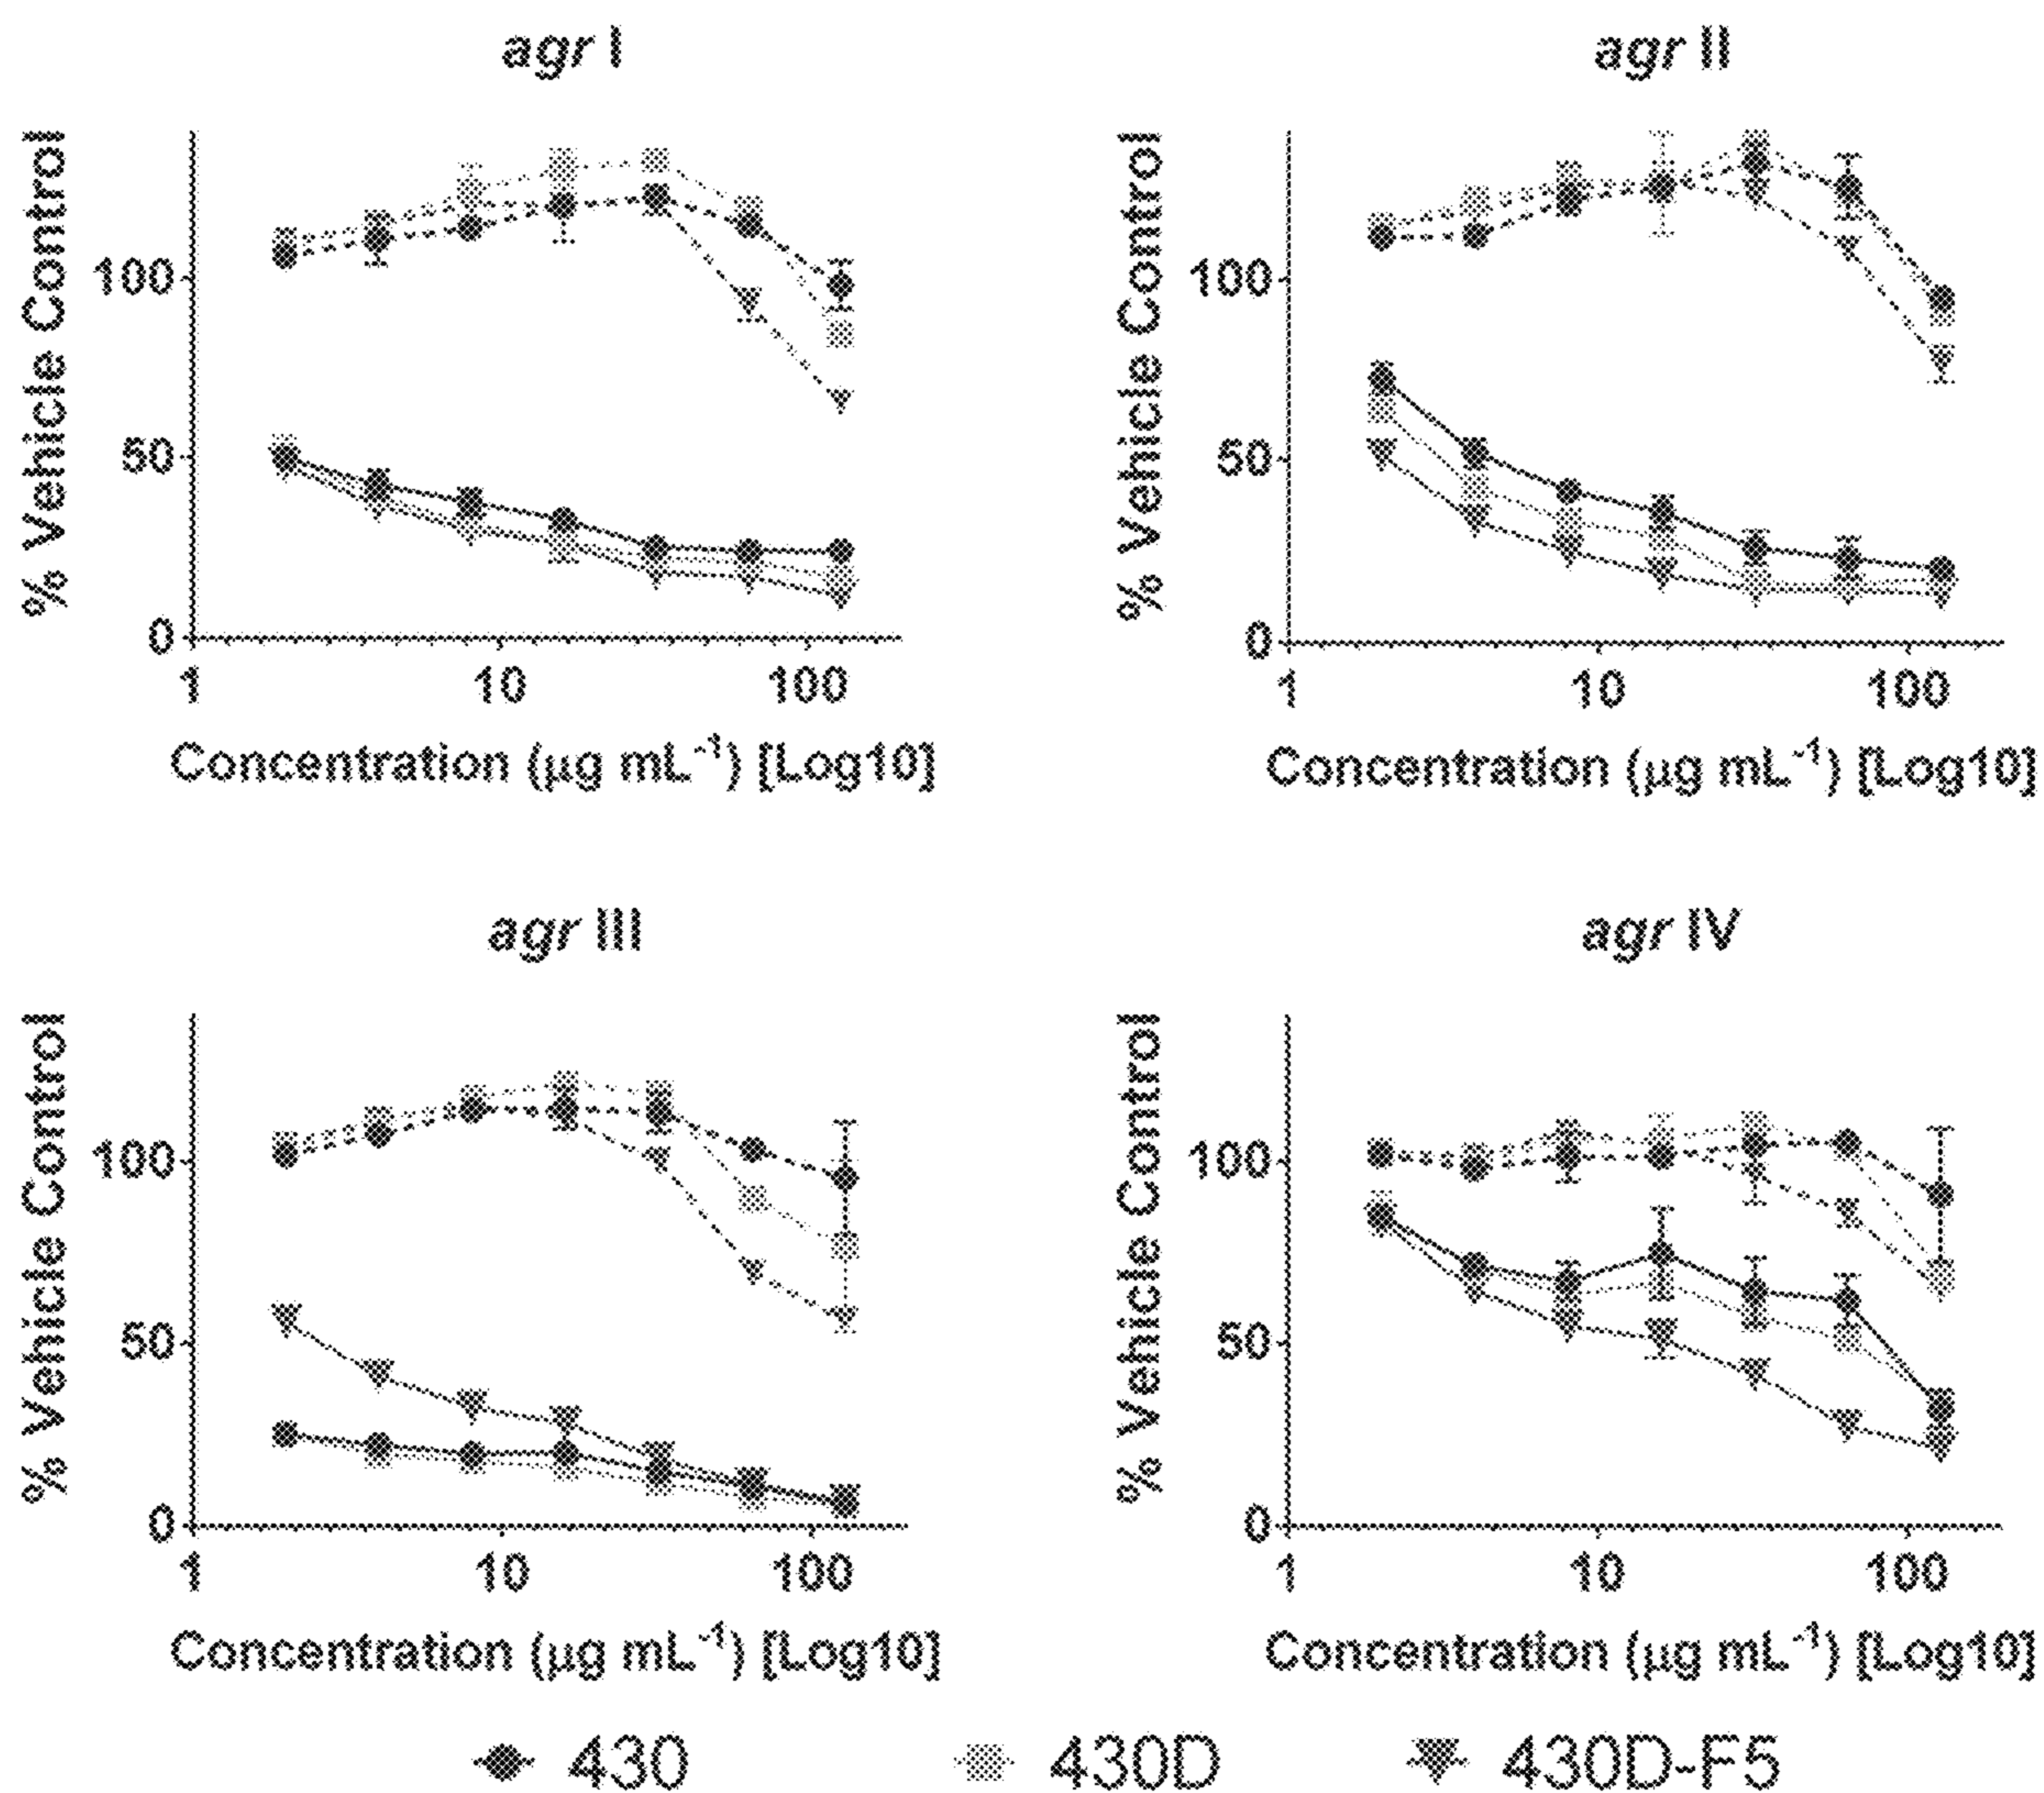 agr I
agr II
% Vehicle Control
100
50
0
1
10
100
Concentration (µg mL-1) [Log10]
% Vehicle Control
100
50
0
1
10
100
Concentration (µg mL-1) [Log10]
agr III
agr IV
% Vehicle Control
100
50
0
1
10
100
Concentration (µg mL-1) [Log10]
% Vehicle Control
100
50
0
1
10
100
Concentration (µg mL-1) [Log10]
430
430D
430D-F5